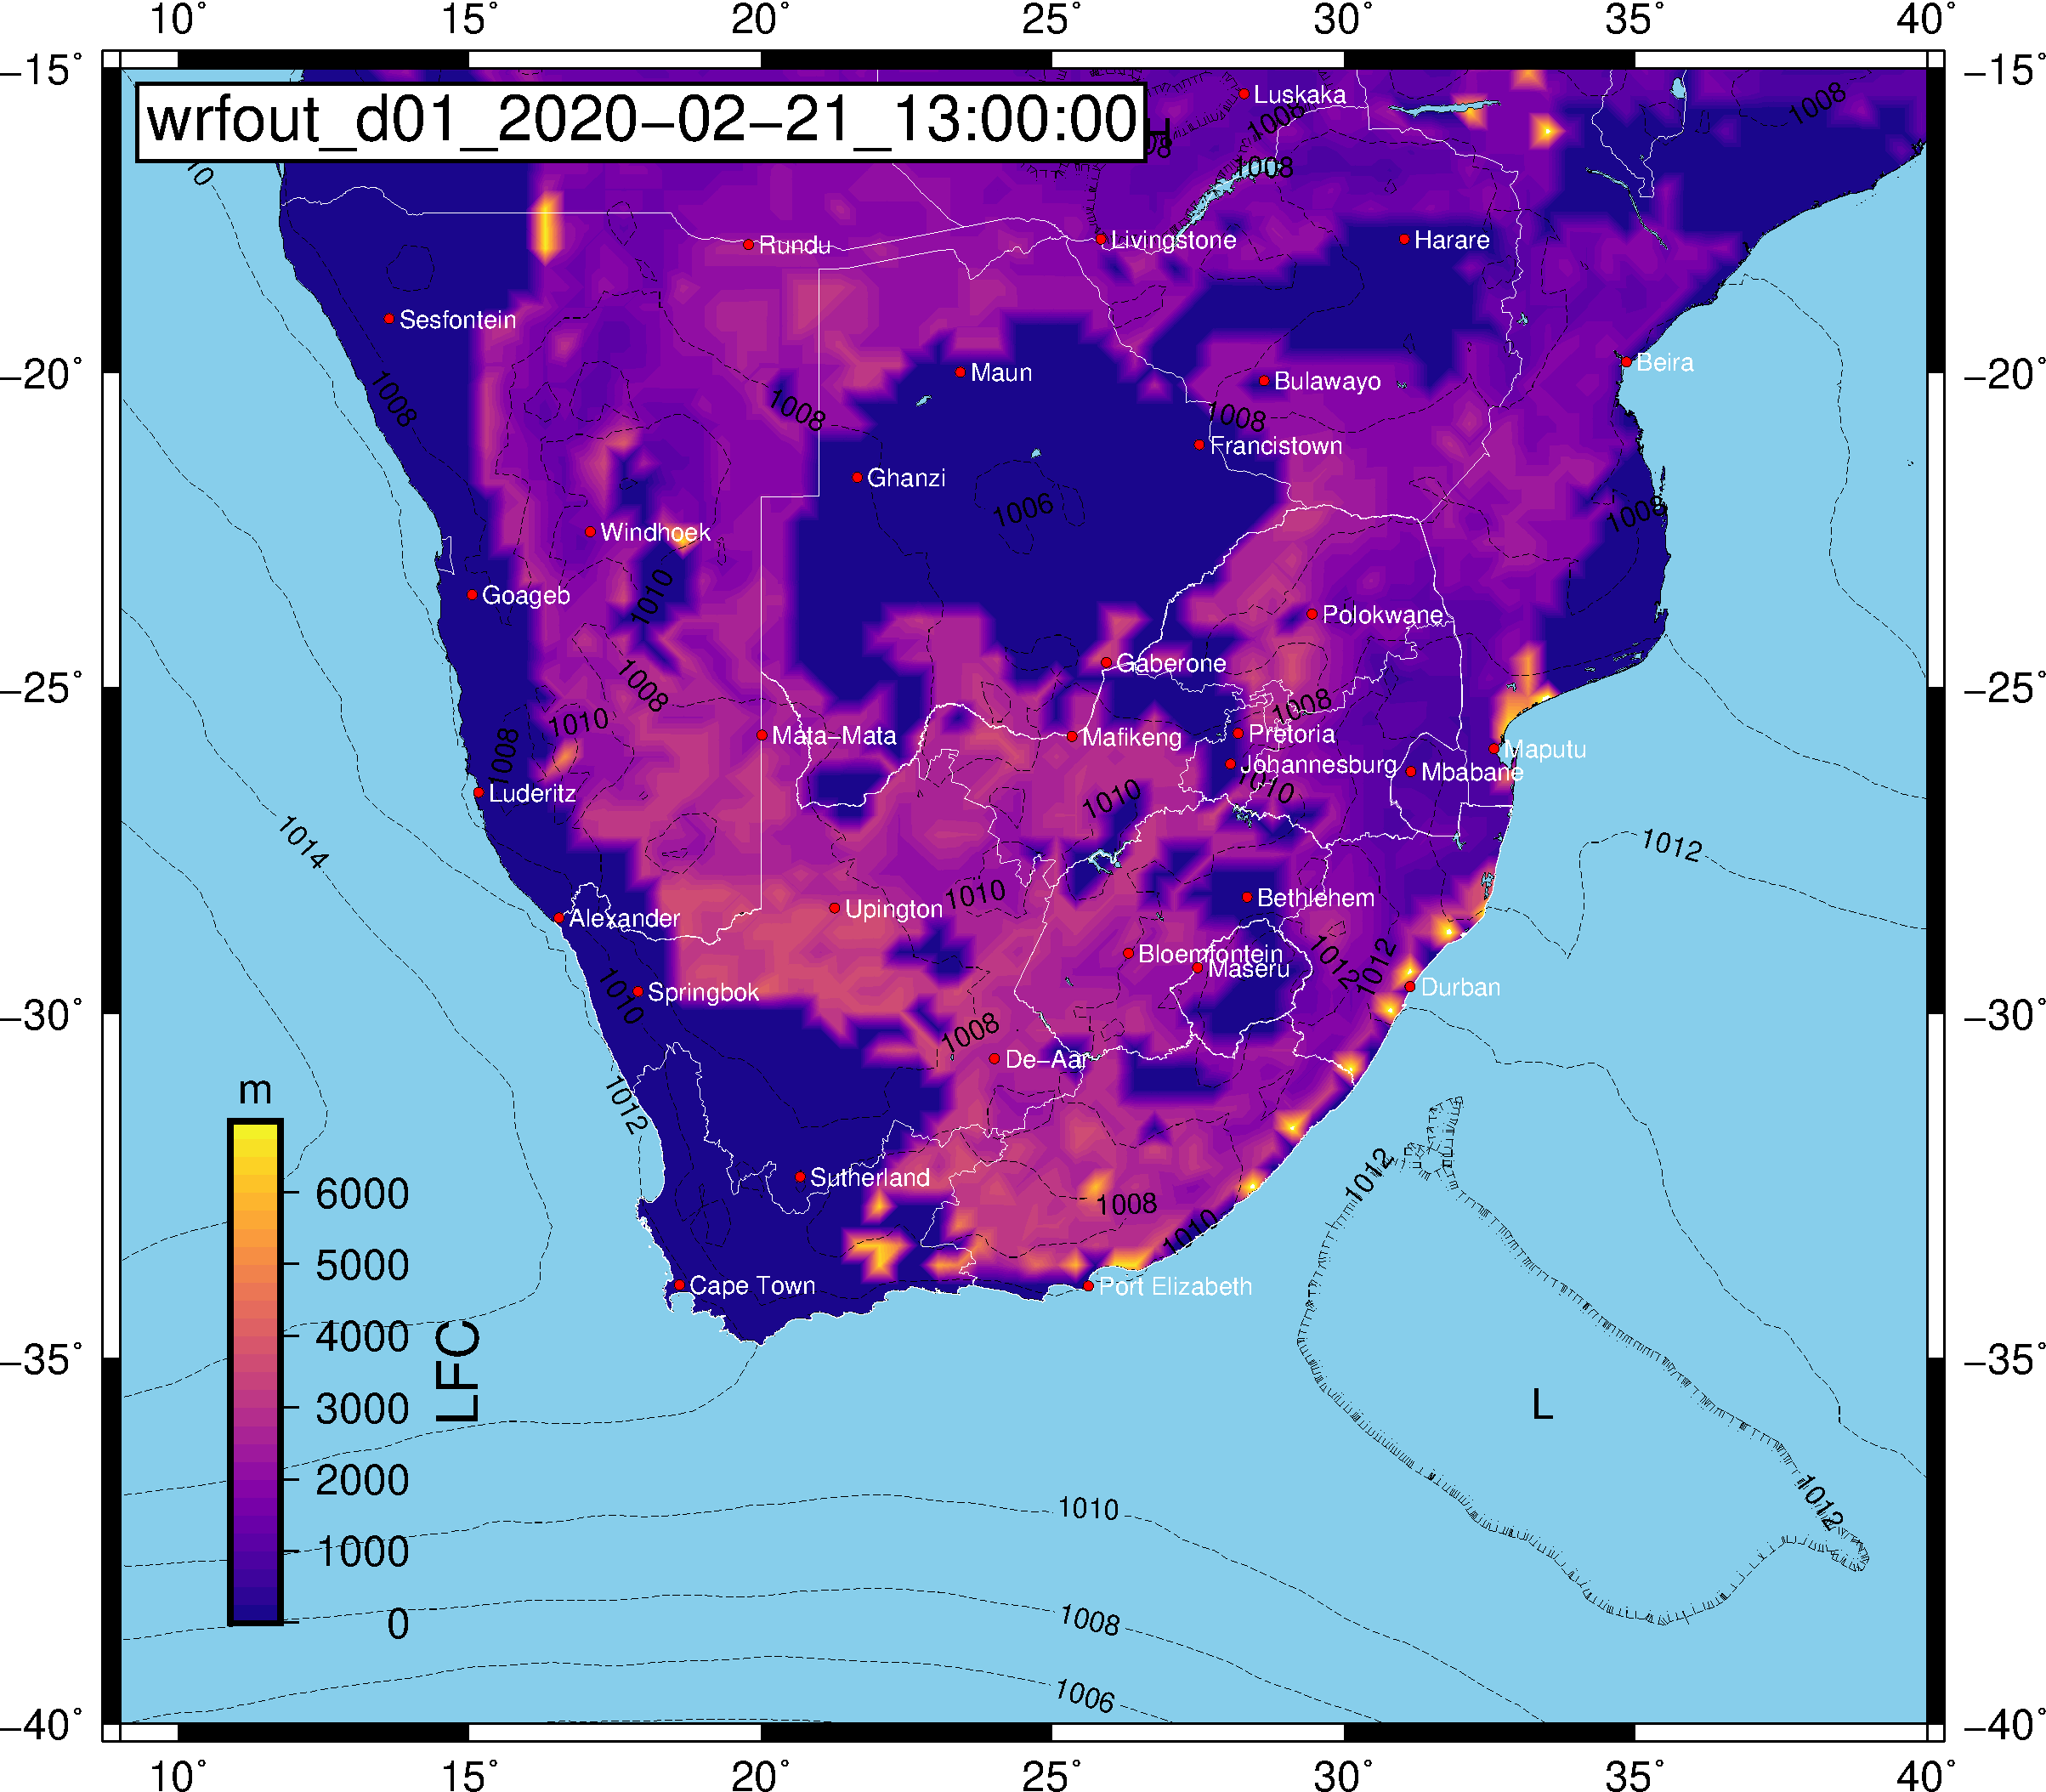 10° 15° 20° 25° 30° 35° 40°
−15° −15°
wrfout_d01_2020−02−21_13:00:00
H
Luskaka
1008
1008
08
1008
10
Rundu
Livingstone
Harare
Sesfontein
−20° −20°
Maun
Bulawayo
Beira
1008
1008
1008
Francistown
Ghanzi
1006
1008
Windhoek
1010
Goageb
Polokwane
Gaberone
−25° −25°
1008
1008
1010
1008
Mata−Mata
Mafikeng
Pretoria
Johannesburg
Maputu
Mbabane
1010
1010
Luderitz
1014
1012
1010
Bethlehem
Alexander
Upington
Bloemfontein
Maseru
1012
1012
Durban
Springbok
1010
−30° −30°
1008
De−Aar
1012
m
Sutherland
1012
1008
1010
6000
5000
4000
3000
2000
1000
0
LFC
Cape Town
Port Elizabeth
−35° −35°
L
1012
1010
1008
1006
−40° −40°
10° 15° 20° 25° 30° 35° 40°